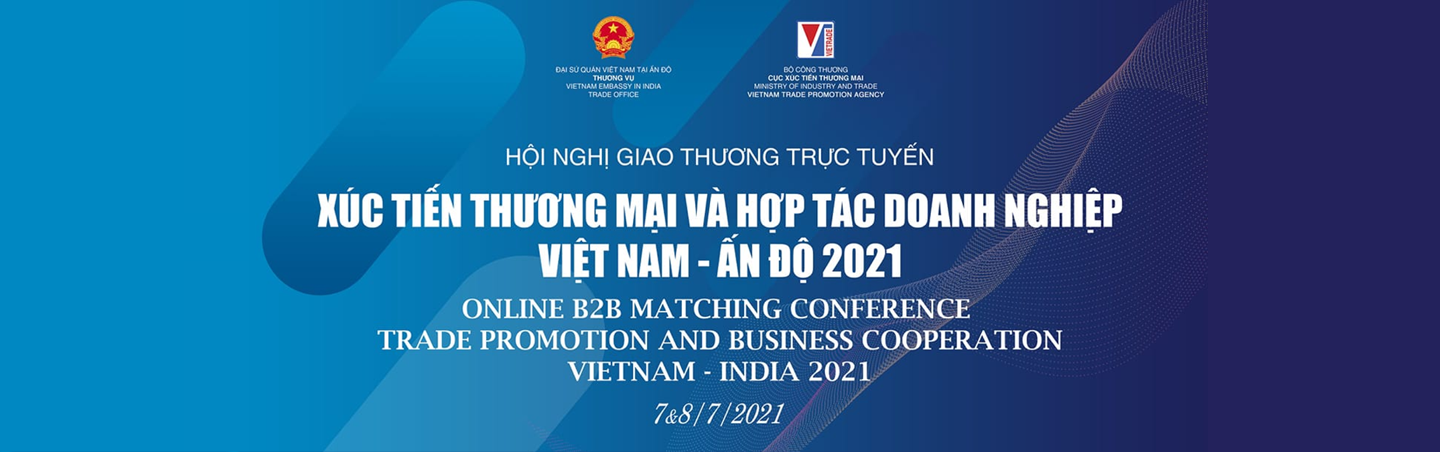 ĐẠI SỨ QUÁN VIỆT NAM TẠI ẤN ĐỘ
THƯƠNG VỤ
VIETNAM EMBASSY IN INDIA
TRADE OFFICE
VIETRADE
BỘ CÔNG THƯƠNG
CỤC XÚC TIẾN THƯƠNG MẠI
MINISTRY OF INDUSTRY AND TRADE
VIETNAM TRADE PROMOTION AGENCY
HỘI NGHỊ GIAO THƯƠNG TRỰC TUYẾN
XÚC TIẾN THƯƠNG MẠI VÀ HỢP TÁC DOANH NGHIỆP
VIỆT NAM - ẤN ĐỘ 2021
ONLINE B2B MATCHING CONFERENCE
TRADE PROMOTION AND BUSINESS COOPERATION
VIETNAM - INDIA 2021
7&8/7/2021